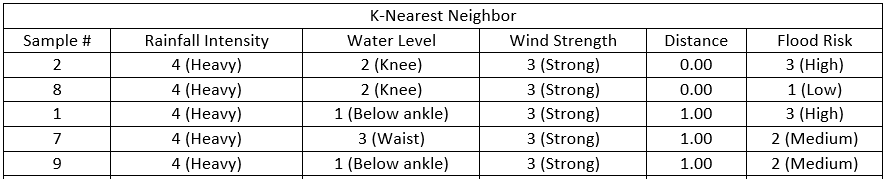 K-Nearest Neighbor
Sample # Rainfall Intensity Water Level Wind Strength Distance Flood Risk
2 4 (Heavy) 2 (Knee) 3 (Strong) 0.00 3 (High)
8 4 (Heavy) 2 (Knee) 3 (Strong) 0.00 1 (Low)
1 4 (Heavy) 1 (Below ankle) 3 (Strong) 1.00 3 (High)
7 4 (Heavy) 3 (Waist) 3 (Strong) 1.00 2 (Medium)
9 4 (Heavy) 1 (Below ankle) 3 (Strong) 1.00 2 (Medium)